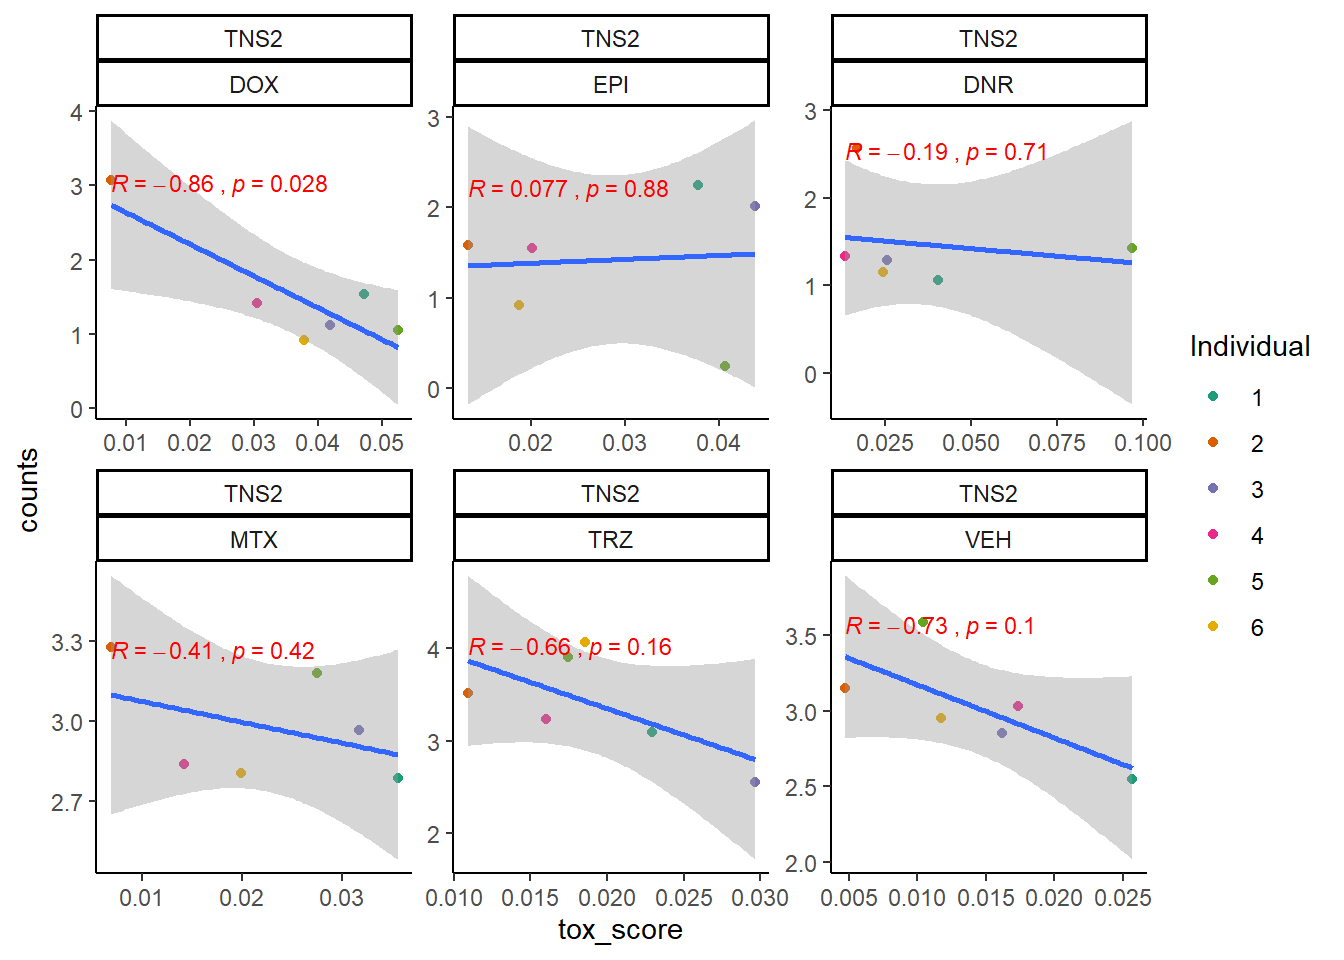 TNS2 TNS2 TNS2
DOX EPI DNR
4
3
2
1
0
R = −0.86 , p = 0.028
0.01 0.02 0.03 0.04 0.05
3
2
1
0
R = 0.077 , p = 0.88
0.02 0.03 0.04
3
2
1
0
R = −0.19 , p = 0.71
0.025 0.050 0.075 0.100
TNS2 TNS2 TNS2
MTX TRZ VEH
3.3
3.0
2.7
R = −0.41 , p = 0.42
0.01 0.02 0.03
4
3
2
R = −0.66 , p = 0.16
0.010 0.015 0.020 0.025 0.030
3.5
3.0
2.5
2.0
R = −0.73 , p = 0.1
0.005 0.010 0.015 0.020 0.025
counts
tox_score
Individual
1
2
3
4
5
6